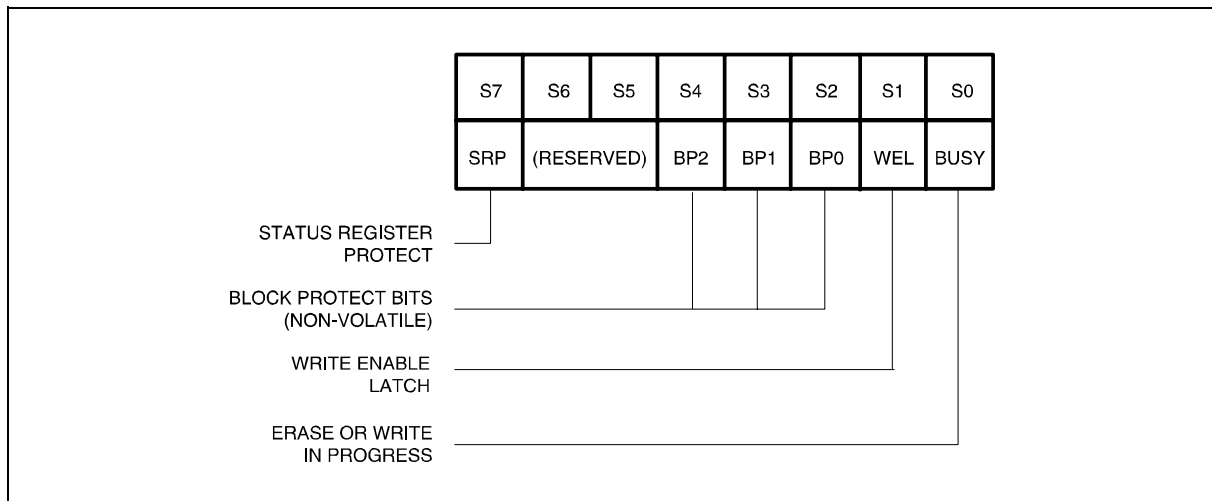 S7 S6 S5 S4 S3 S2 S1 S0
SRP (RESERVED) BP2 BP1 BP0 WEL BUSY
STATUS REGISTER
PROTECT
BLOCK PROTECT BITS
(NON-VOLATILE)
WRITE ENABLE
LATCH
ERASE OR WRITE
IN PROGRESS